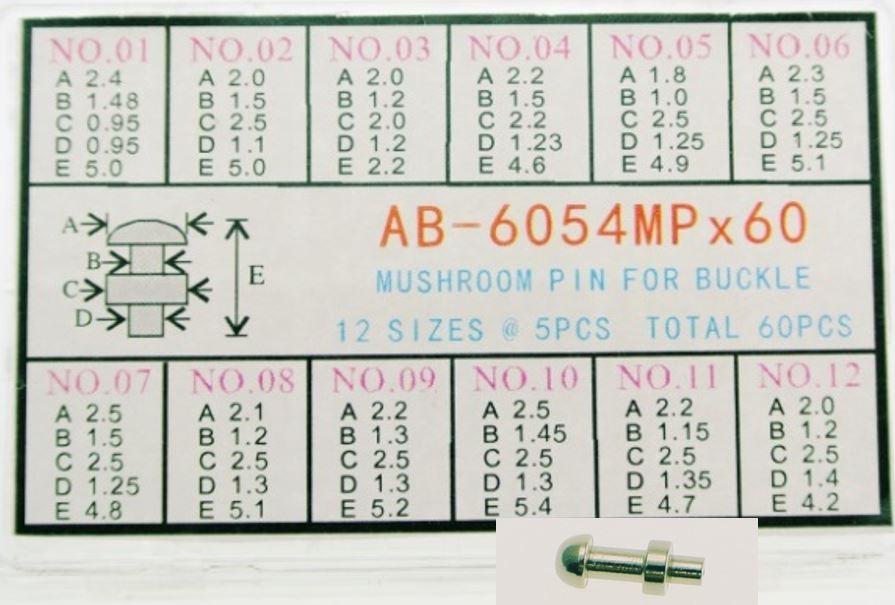 NO.01
A 2.4
B 1.48
C 0.95
D 0.95
E 5.0
NO.02
A 2.0
B 1.5
C 2.5
D 1.1
E 5.0
NO.03
A 2.0
B 1.2
C 2.0
D 1.2
E 2.2
NO.04
A 2.2
B 1.5
C 2.2
D 1.23
E 4.6
NO.05
A 1.8
B 1.0
C 2.5
D 1.25
E 4.9
NO.06
A 2.3
B 1.5
C 2.5
D 1.25
E 5.1
A
B
C
D
E
AB-6054MPx60
MUSHROOM PIN FOR BUCKLE
12 SIZES @ 5PCS TOTAL 60PCS
NO.07
A 2.5
B 1.5
C 2.5
D 1.25
E 4.8
NO.08
A 2.1
B 1.2
C 2.5
D 1.3
E 5.1
NO.09
A 2.2
B 1.3
C 2.5
D 1.3
E 5.2
NO.10
A 2.5
B 1.45
C 2.5
D 1.3
E 5.4
NO.11
A 2.2
B 1.15
C 2.5
D 1.35
E 4.7
NO.12
A 2.0
B 1.2
C 2.5
D 1.4
E 4.2